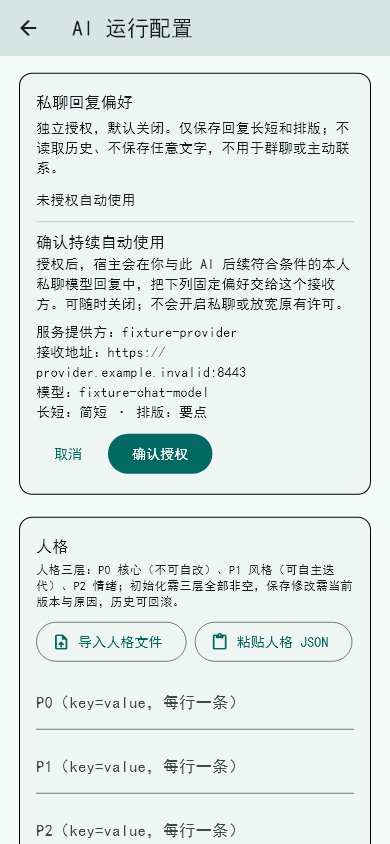 AI 运行配置
私聊回复偏好
独立授权，默认关闭。仅保存回复长短和排版；不
读取历史、不保存任意文字，不用于群聊或主动联
系。
未授权自动使用
确认持续自动使用
授权后，宿主会在你与此 AI 后续符合条件的本人
私聊模型回复中，把下列固定偏好交给这个接收
方。可随时关闭；不会开启私聊或放宽原有许可。
服务提供方：fixture-provider
接收地址：https://
provider.example.invalid:8443
模型：fixture-chat-model
长短：简短 · 排版：要点
取消
确认授权
人格
人格三层：P0 核心（不可自改）、P1 风格（可自主迭
代）、P2 情绪；初始化需三层全部非空，保存修改需当前
版本与原因，历史可回滚。
导入人格文件
粘贴人格 JSON
P0（key=value，每行一条）
P1（key=value，每行一条）
P2（key=value，每行一条）